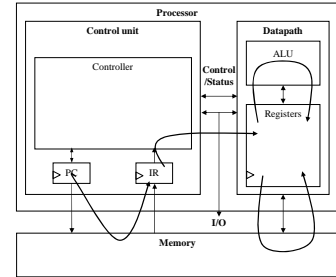 Processor
Control unit
Datapath
ALU
Controller
Control
/Status
Registers
PC
IR
I/O
Memory